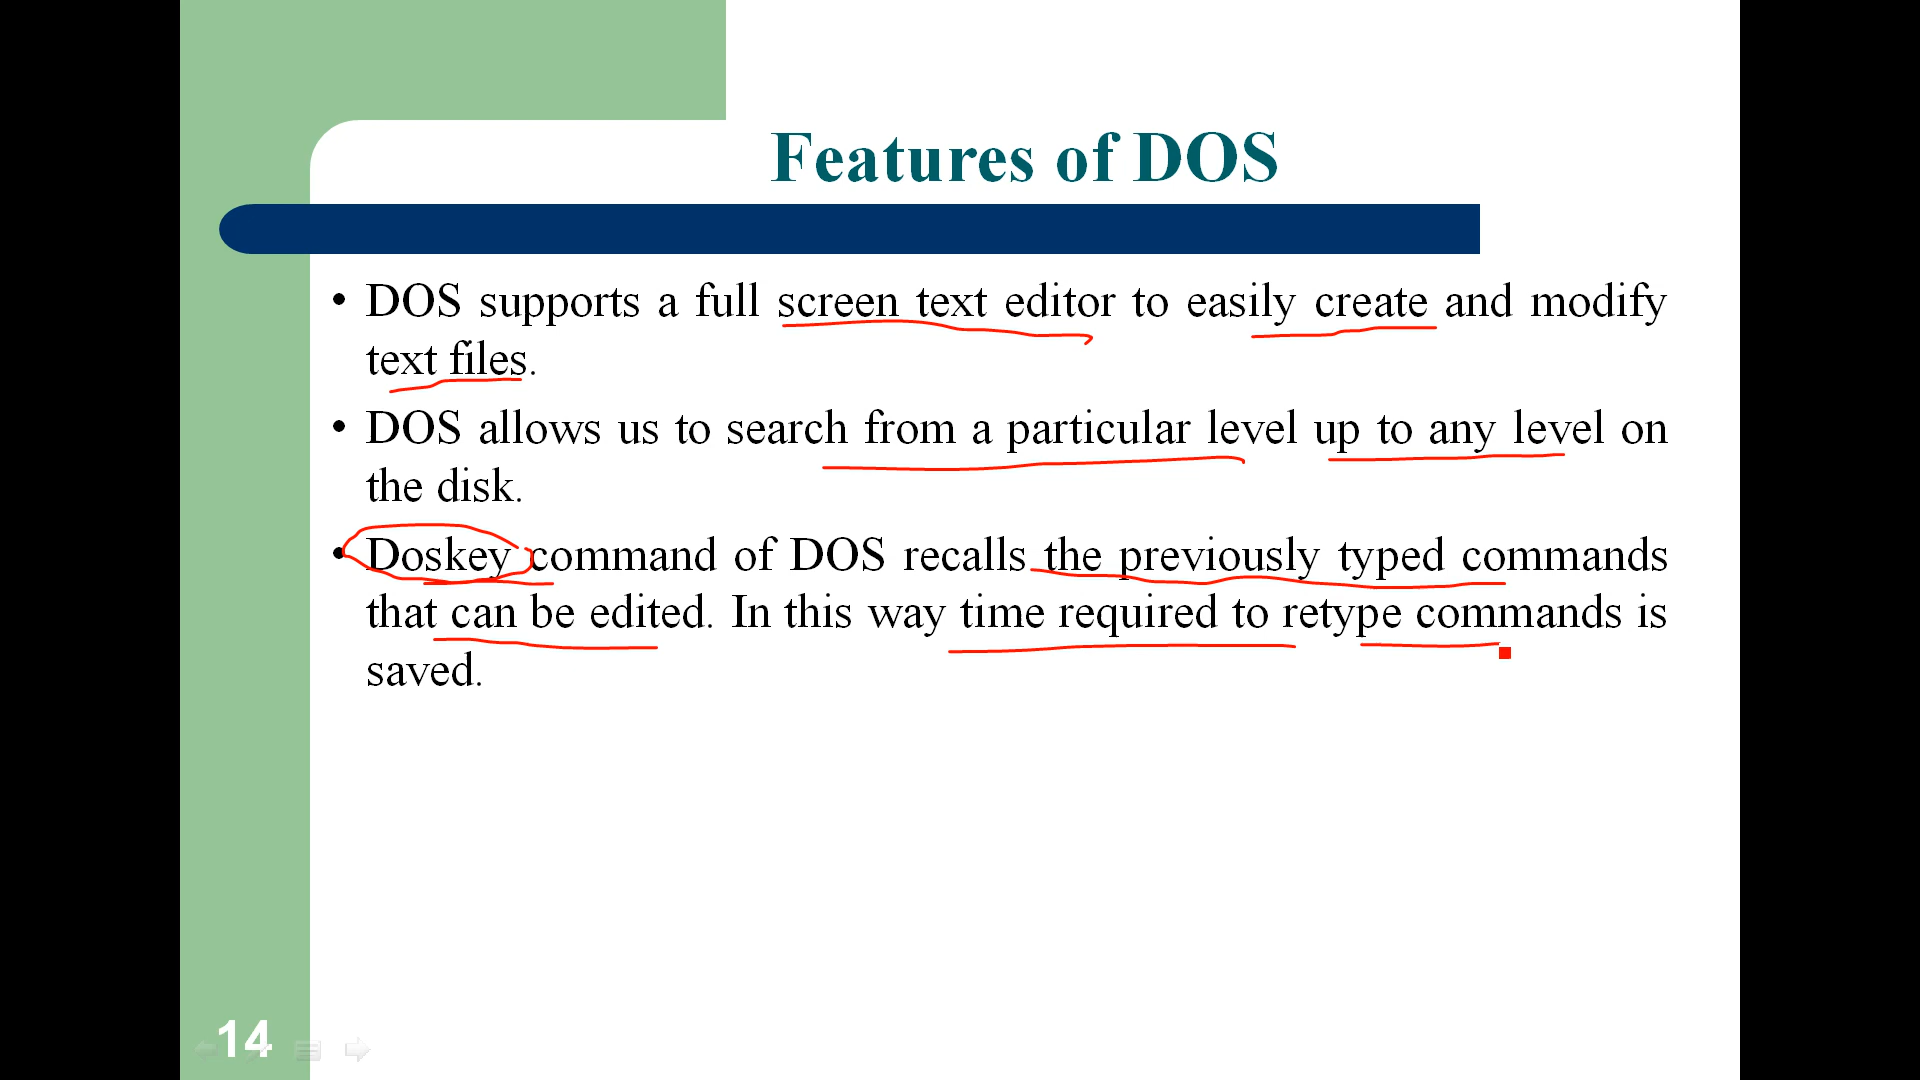 Features of DOS
• DOS supports a full screen text editor to easily create and modify
text files.
• DOS allows us to search from a particular level up to any level on
the disk.
• Doskey command of DOS recalls the previously typed commands
that can be edited. In this way time required to retype commands is
saved.
14